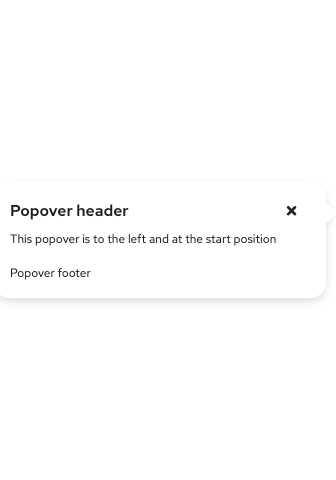 Popover header
This popover is to the left and at the start position
Popover footer